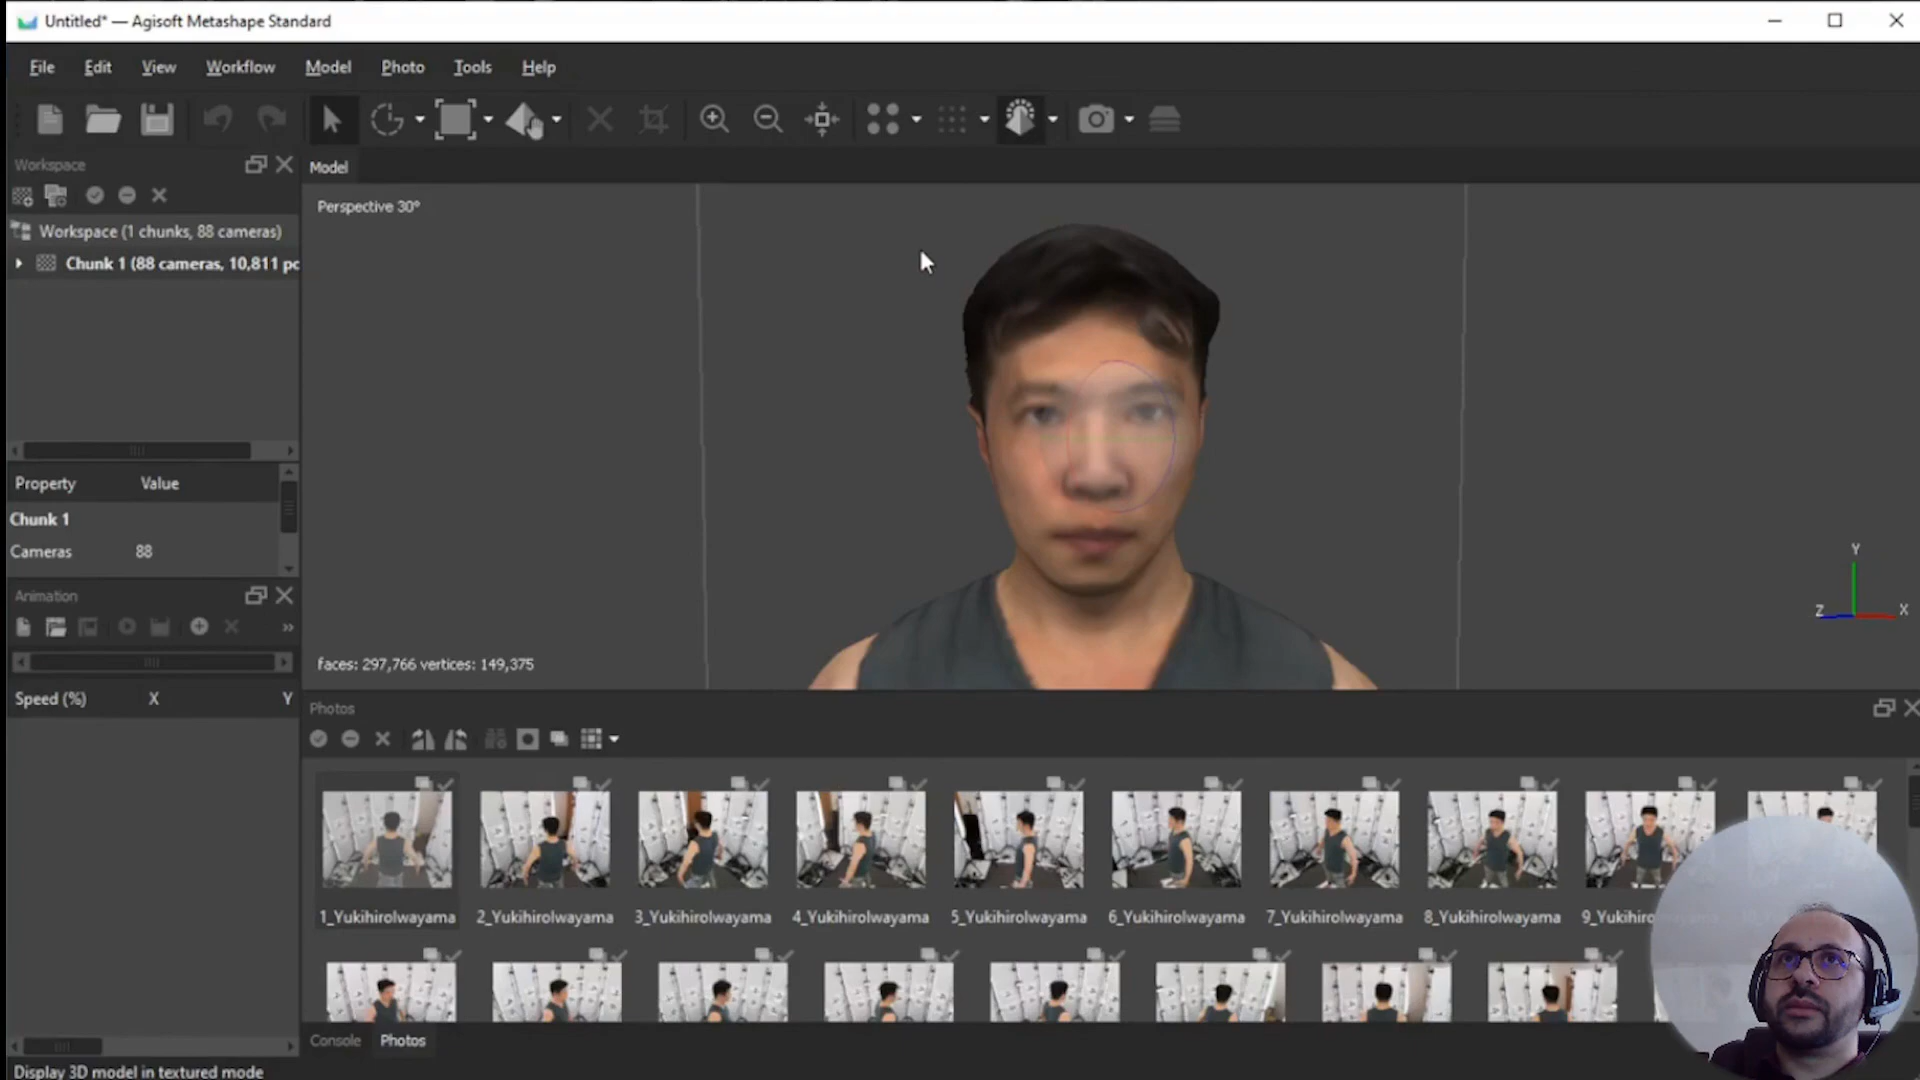 Untitled* — Agisoft Metashape Standard
File Edit View Workflow Model Photo Tools Help
Workspace
Model
Perspective 30°
Workspace (1 chunks, 88 cameras)
Chunk 1 (88 cameras, 10,811 po
Property Value
Chunk 1
Cameras 88
Y
Z X
Animation
faces: 297,766 vertices: 149,375
Speed (%) X Y
Photos
1_YukihiroIwayama 2_YukihiroIwayama 3_YukihiroIwayama 4_YukihiroIwayama 5_YukihiroIwayama 6_YukihiroIwayama 7_YukihiroIwayama 8_YukihiroIwayama
Console Photos
Display 3D model in textured mode